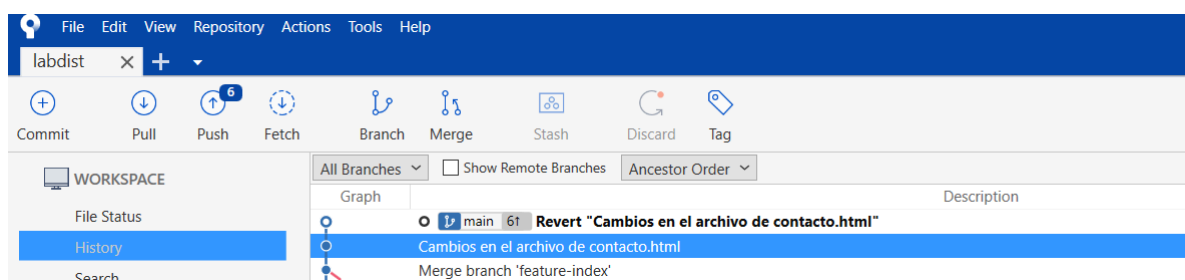 File Edit View Repository Actions Tools Help
labdist
6
Commit Pull Push Fetch Branch Merge Stash Discard Tag
WORKSPACE
All Branches Show Remote Branches Ancestor Order
Graph Description
File Status
main 6↑ Revert "Cambios en el archivo de contacto.html"
History
Cambios en el archivo de contacto.html
Search
Merge branch 'feature-index'